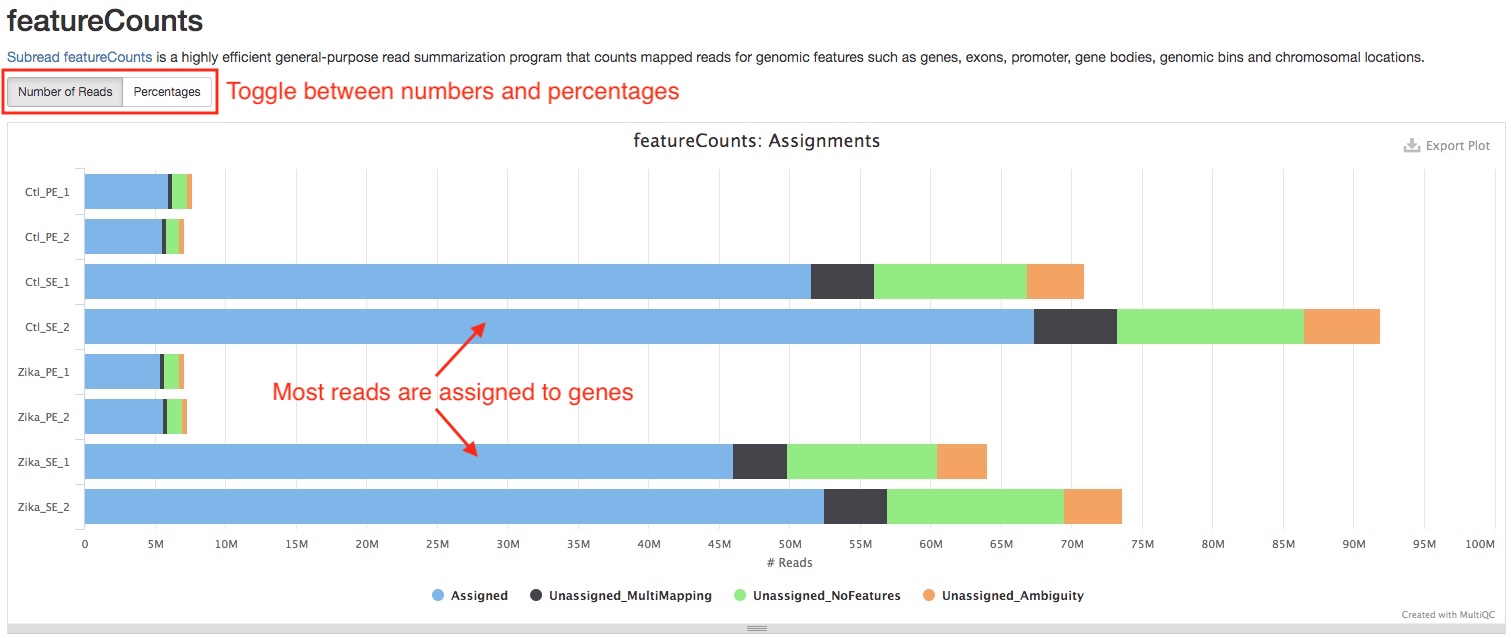 featureCounts
Subread featureCounts is a highly efficient general-purpose read summarization program that counts mapped reads for genomic features such as genes, exons, promoter, gene bodies, genomic bins and chromosomal locations.
Number of Reads Percentages Toggle between numbers and percentages
featureCounts: Assignments
Export Plot
Ctl_PE_1
Ctl_PE_2
Ctl_SE_1
Ctl_SE_2
Zika_PE_1
Most reads are assigned to genes
Zika_PE_2
Zika_SE_1
Zika_SE_2
0 5M 10M 15M 20M 25M 30M 35M 40M 45M 50M 55M 60M 65M 70M 75M 80M 85M 90M 95M 100M
# Reads
Assigned Unassigned_MultiMapping Unassigned_NoFeatures Unassigned_Ambiguity
Created with MultiQC